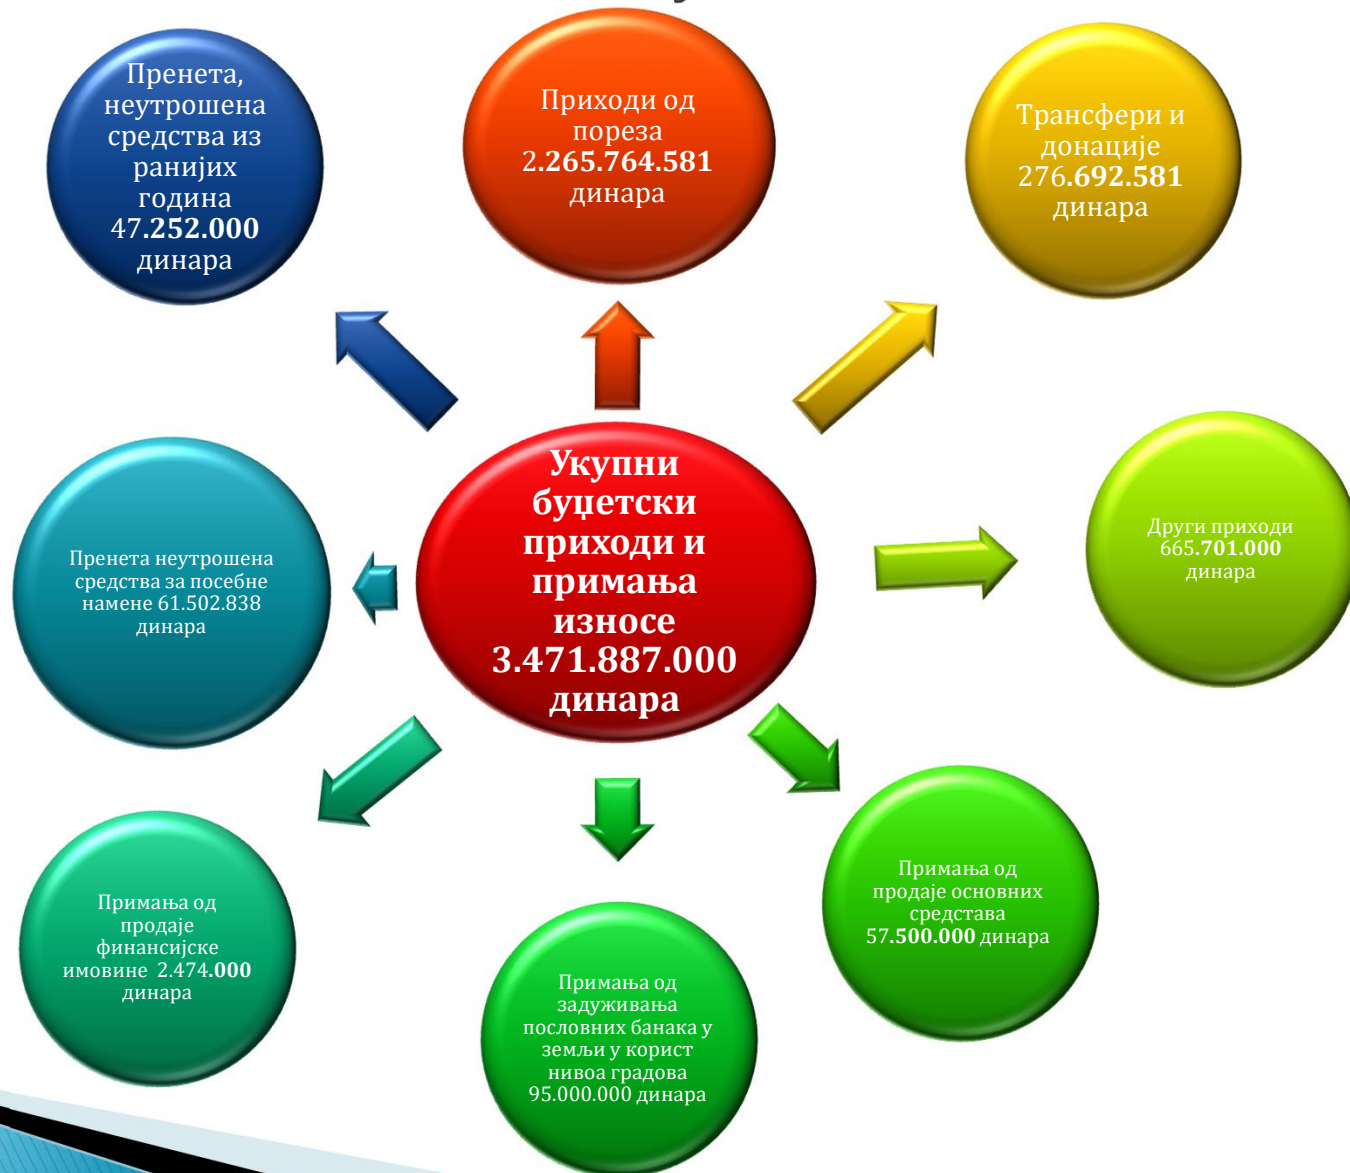 Пренета,
неутрошена
средства из
ранијих
година
47.252.000
динара
Приходи од
пореза
2.265.764.581
динара
Трансфери и
донације
276.692.581
динара
Други приходи
665.701.000
динара
Укупни
буџетски
приходи и
примања
износе
3.471.887.000
динара
Пренета неутрошена
средства за посебне
намене 61.502.838
динара
Примања од
продаје
финансијске
имовине 2.474.000
динара
Примања од
задуживања
пословних банака у
земљи у корист
нивоа градова
95.000.000 динара
Примања од
продаје основних
средстава
57.500.000 динара